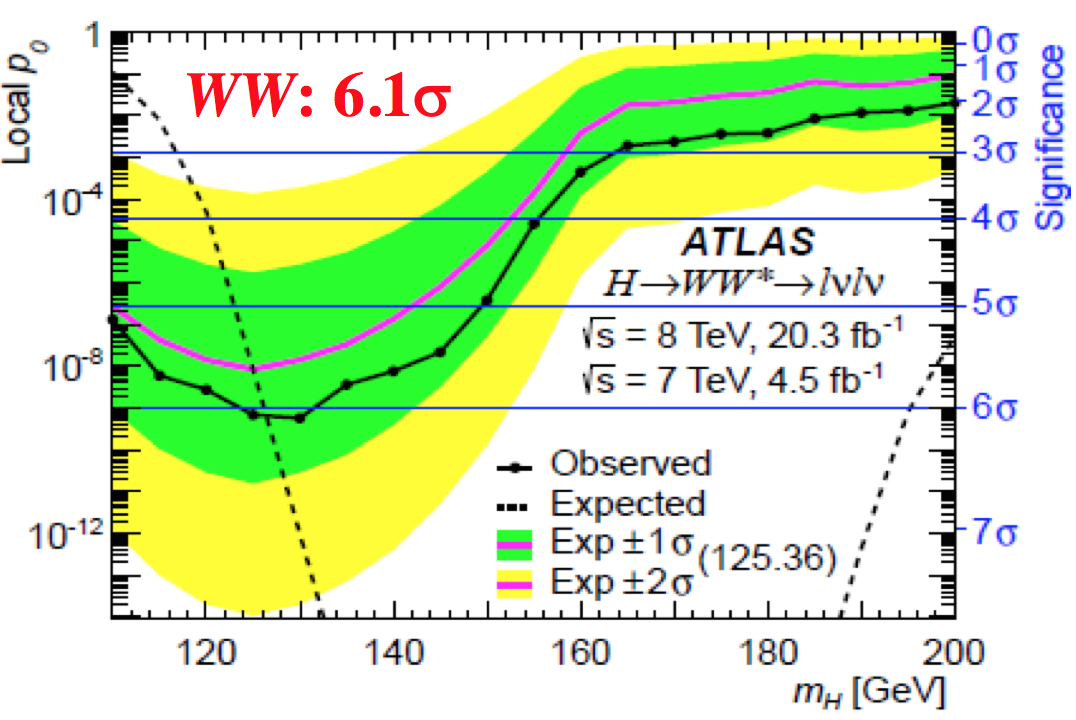 Local p₀
1
10⁻⁴
10⁻⁸
10⁻¹²
WW: 6.1σ
ATLAS
H→WW*→lνlν
√s = 8 TeV, 20.3 fb⁻¹
√s = 7 TeV, 4.5 fb⁻¹
Observed
Expected
Exp ±1σ
Exp ±2σ
(125.36)
0σ
1σ
2σ
3σ
4σ
5σ
6σ
7σ
Significance
120 140 160 180 200
m_H [GeV]